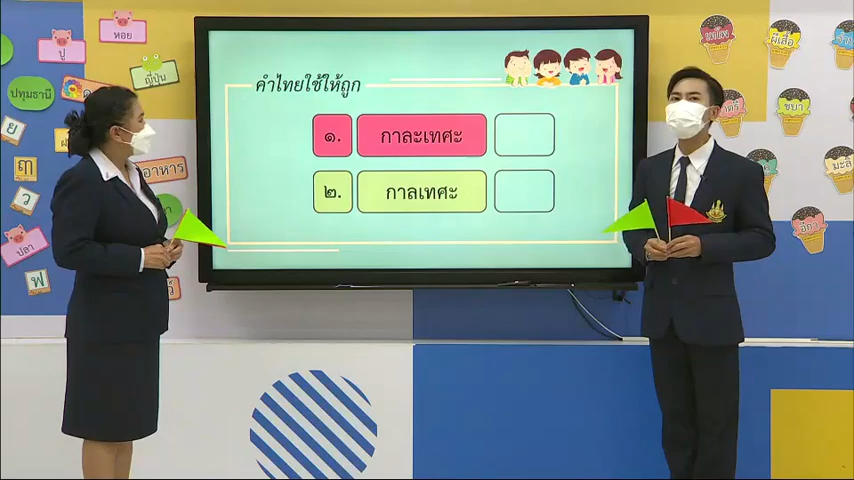 คำไทยใช้ให้ถูก
๑. กาละเทศะ
๒. กาลเทศะ
หอย
ปู
ญี่ปุ่น
ปทุมธานี
ย
ฤ
ว
ปลา
ฟ
อาหาร
ผีเสื้อ
ชบา
มะลิ